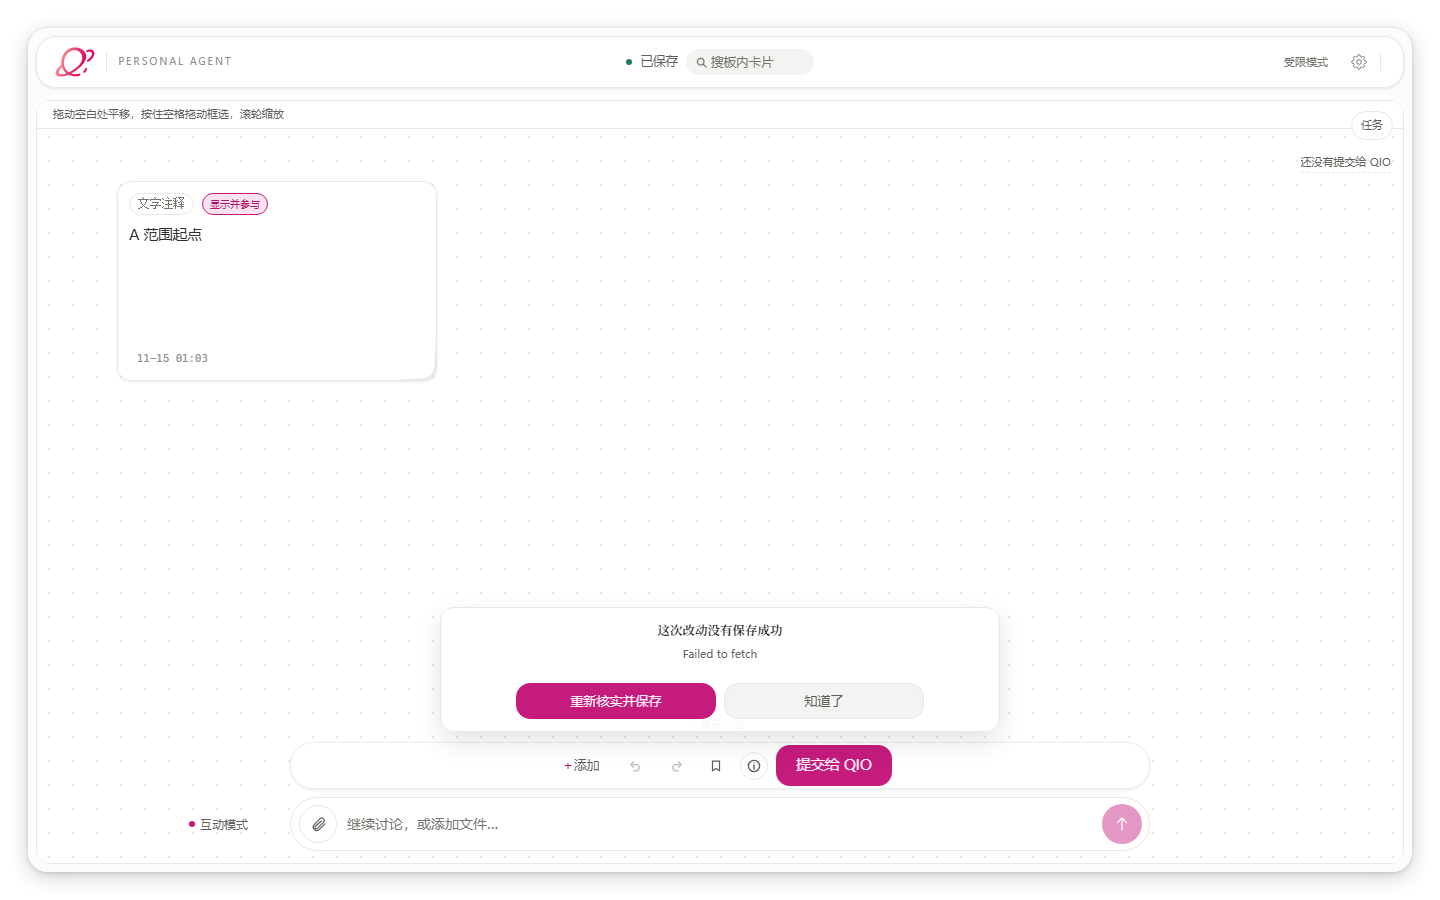 PERSONAL AGENT
已保存
搜板内卡片
受限模式
拖动空白处平移，按住空格拖动框选，滚轮缩放
任务
还没有提交给 QIO
文字注释
显示并参与
A 范围起点
11-15 01:03
这次改动没有保存成功
Failed to fetch
重新核实并保存
知道了
+添加
提交给 QIO
互动模式
继续讨论，或添加文件...